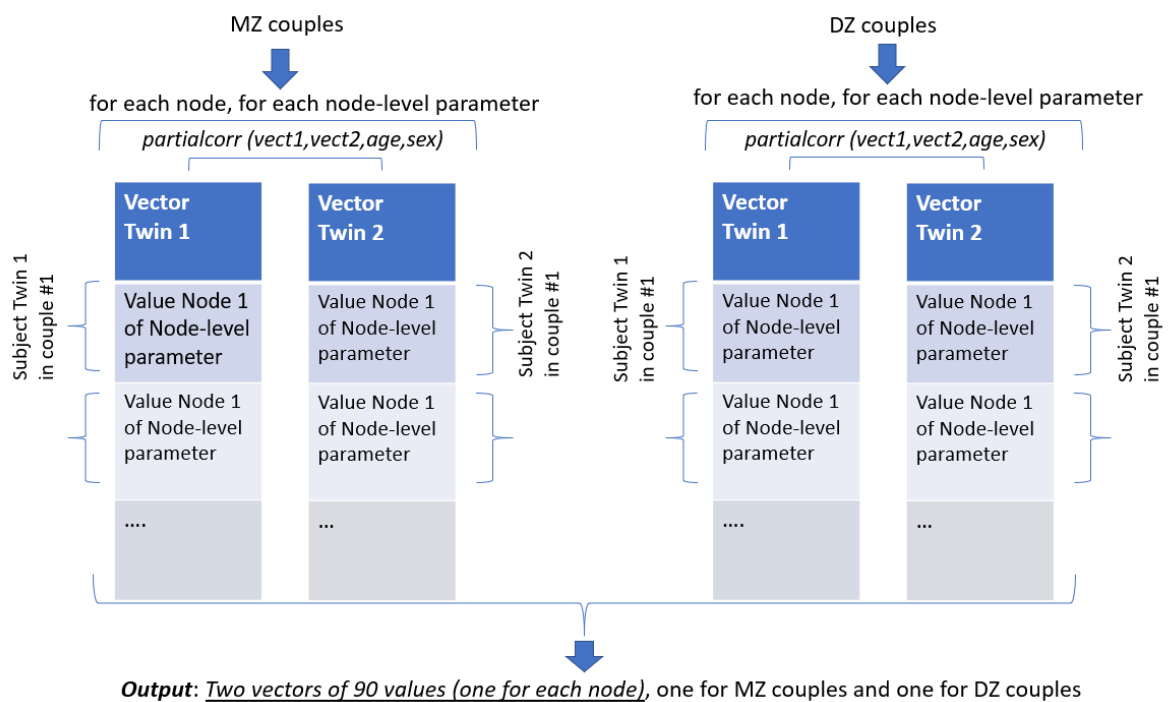 MZ couples
for each node, for each node-level parameter
partialcorr (vect1,vect2,age,sex)
Vector
Twin 1
Vector
Twin 2
Subject Twin 1
in couple #1
Value Node 1
of Node-level
parameter
Value Node 1
of Node-level
parameter
Subject Twin 2
in couple #1
Value Node 1
of Node-level
parameter
Value Node 1
of Node-level
parameter
....
...
DZ couples
for each node, for each node-level parameter
partialcorr (vect1,vect2,age,sex)
Vector
Twin 1
Vector
Twin 2
Subject Twin 1
in couple #1
Value Node 1
of Node-level
parameter
Value Node 1
of Node-level
parameter
Subject Twin 2
in couple #1
Value Node 1
of Node-level
parameter
Value Node 1
of Node-level
parameter
....
...
Output: Two vectors of 90 values (one for each node), one for MZ couples and one for DZ couples